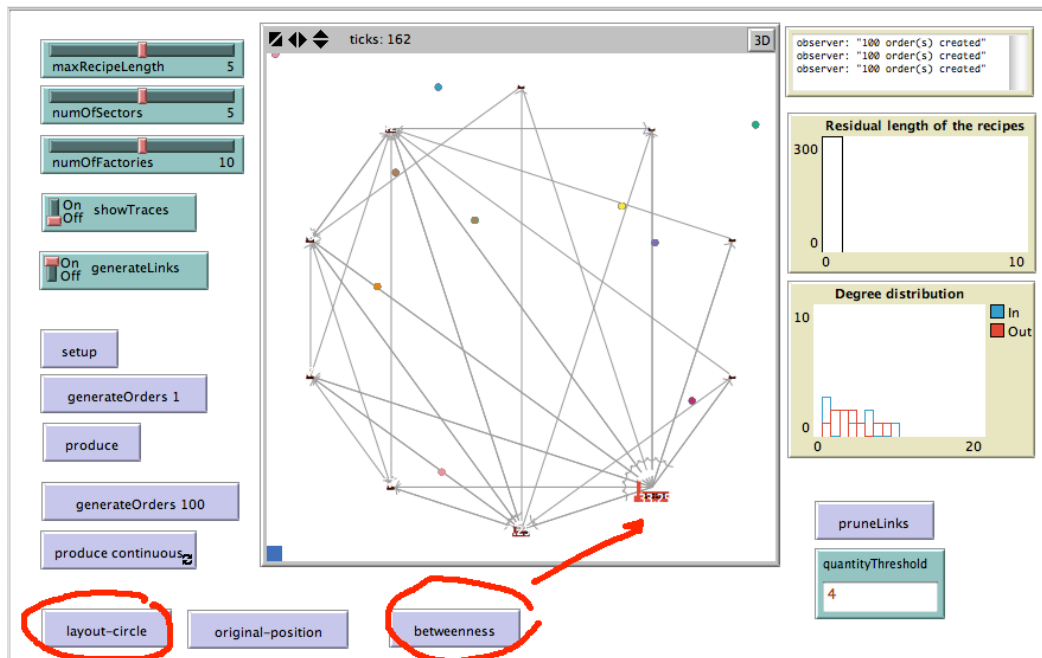 maxRecipeLength 5
numOfSectors 5
numOfFactories 10
On
Off
showTraces
On
Off
generateLinks
setup
generateOrders 1
produce
generateOrders 100
produce continuous
layout-circle
original-position
betweenness
ticks: 162
3D
observer: "100 order(s) created"
observer: "100 order(s) created"
observer: "100 order(s) created"
Residual length of the recipes
300
0
0 10
Degree distribution
10
In
Out
0
0 20
pruneLinks
quantityThreshold
4